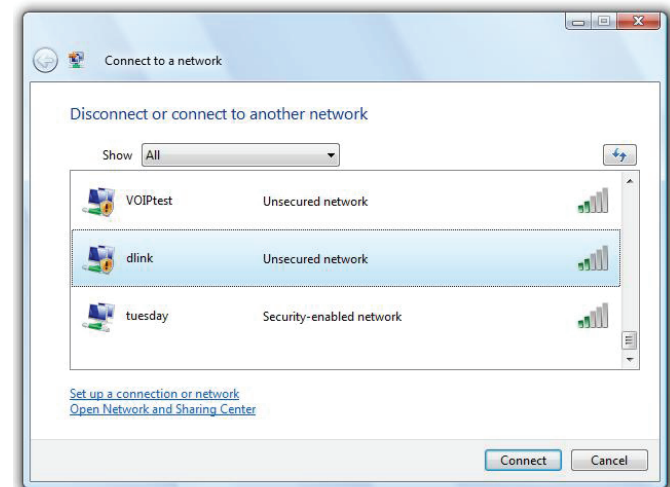 Connect to a network
Disconnect or connect to another network
Show All
VOIPtest Unsecured network
dlink Unsecured network
tuesday Security-enabled network
Set up a connection or network
Open Network and Sharing Center
Connect Cancel